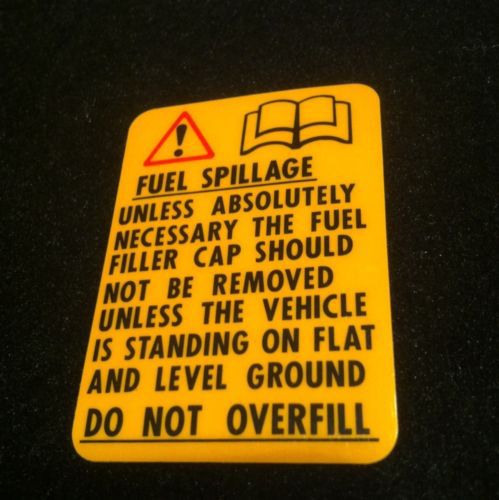 FUEL SPILLAGE
UNLESS ABSOLUTELY
NECESSARY THE FUEL
FILLER CAP SHOULD
NOT BE REMOVED
UNLESS THE VEHICLE
IS STANDING ON FLAT
AND LEVEL GROUND
DO NOT OVERFILL